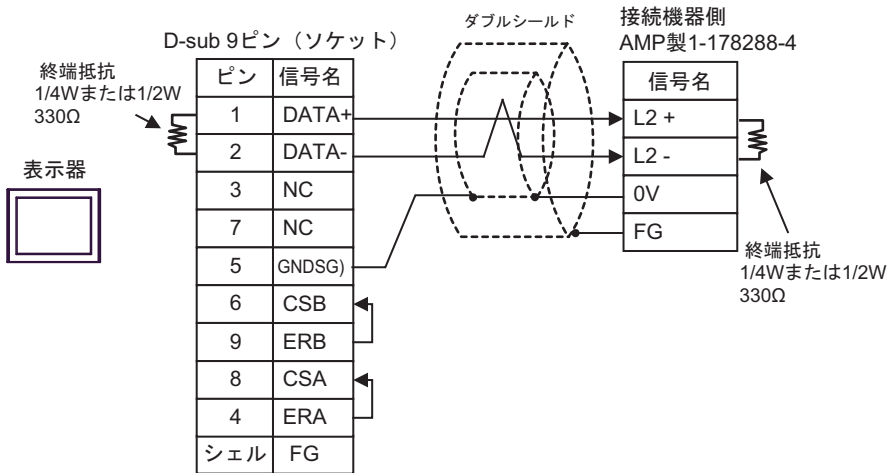 ダブルシールド
接続機器側
AMP製1-178288-4
D-sub 9ピン（ソケット）
終端抵抗
1/4Wまたは1/2W
330Ω
表示器
ピン 信号名
1 DATA+
2 DATA-
3 NC
7 NC
5 GNDSG)
6 CSB
9 ERB
8 CSA
4 ERA
シェル FG
信号名
L2 +
L2 -
0V
FG
終端抵抗
1/4Wまたは1/2W
330Ω